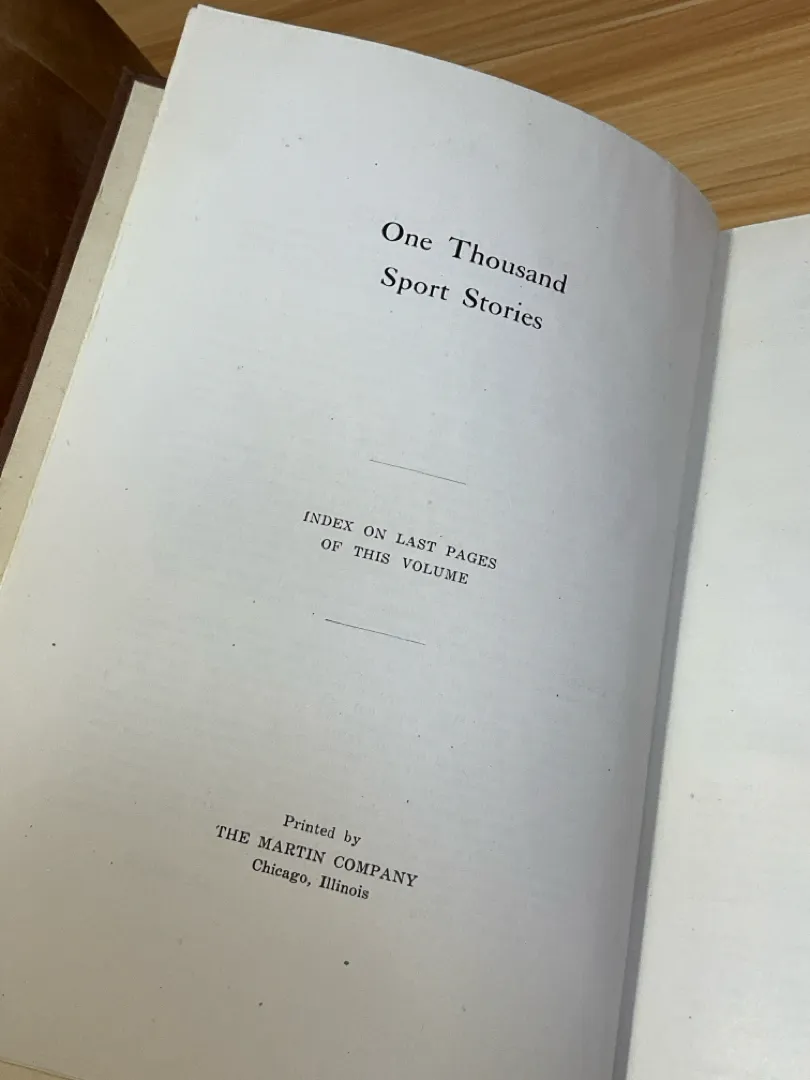 One Thousand
Sport Stories
INDEX ON LAST PAGES
OF THIS VOLUME
Printed by
THE MARTIN COMPANY
Chicago, Illinois